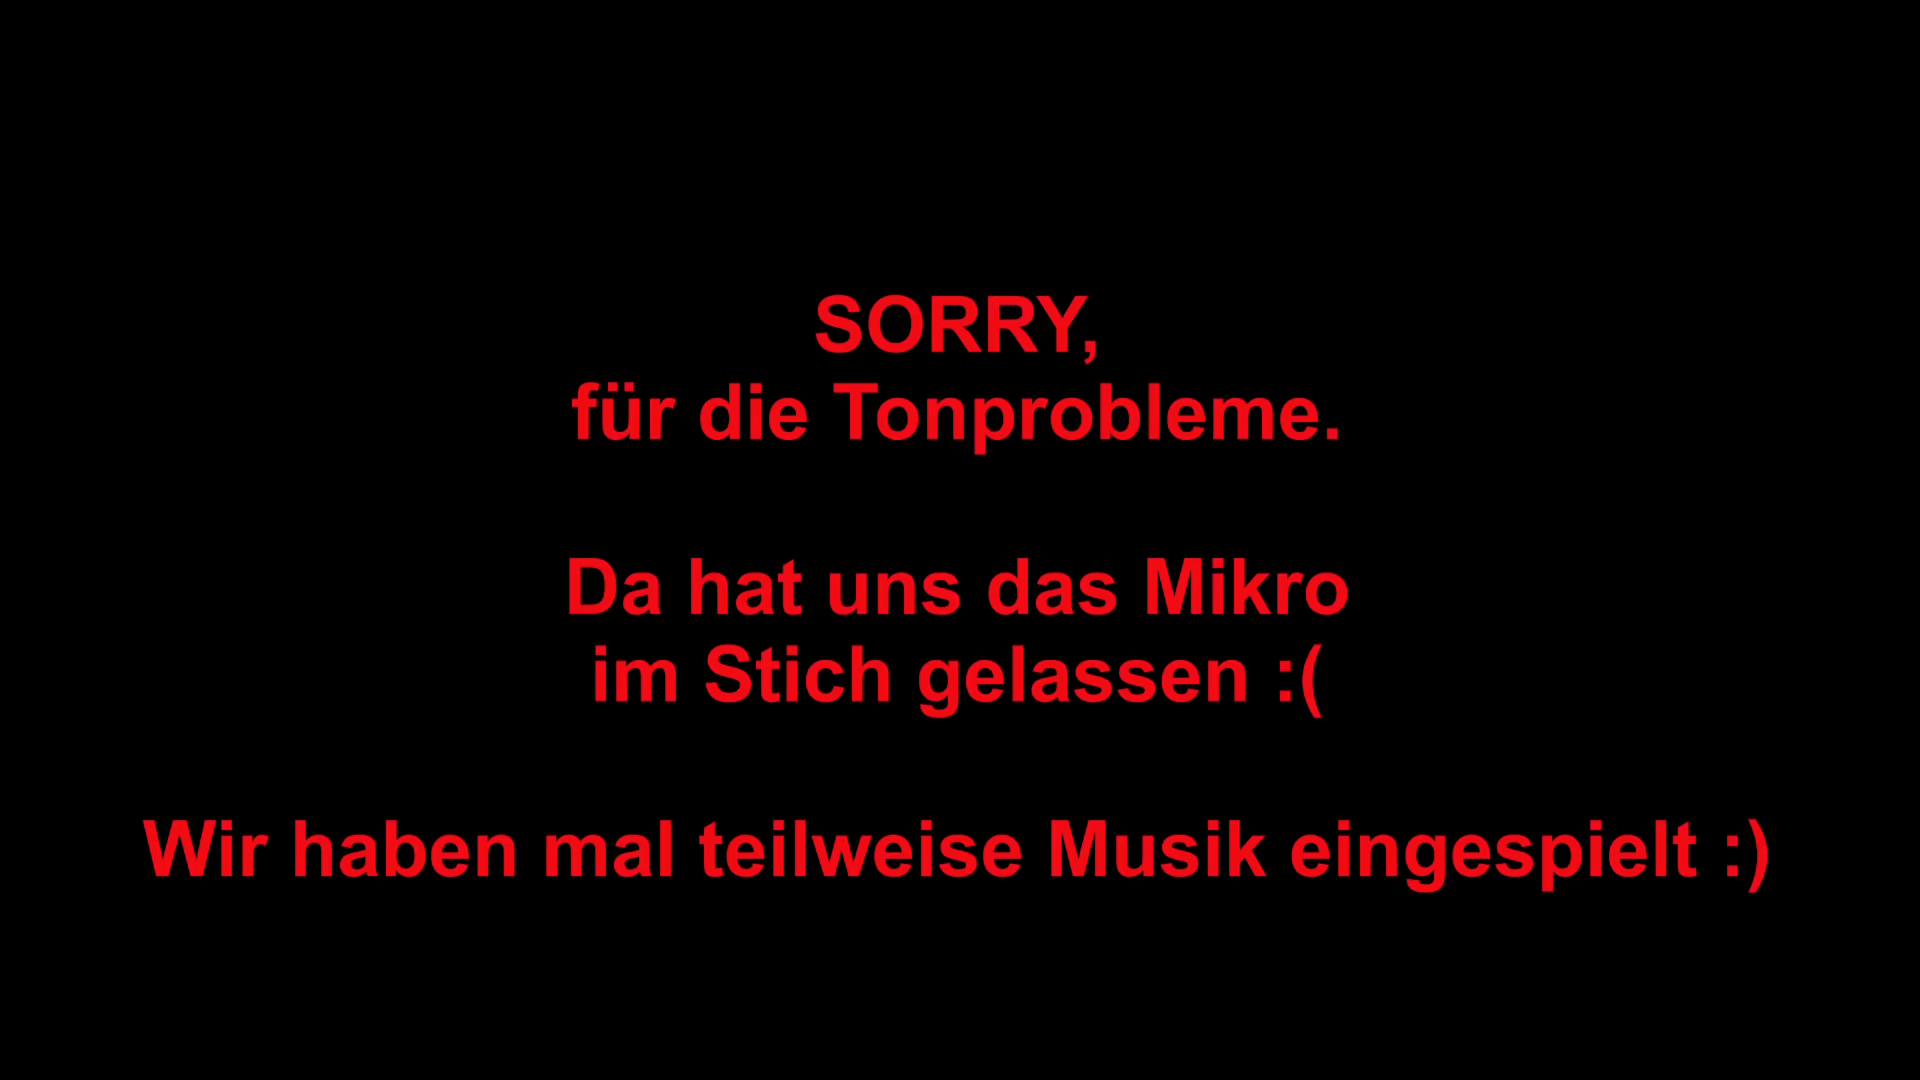 SORRY,
für die Tonprobleme.
Da hat uns das Mikro
im Stich gelassen :(
Wir haben mal teilweise Musik eingespielt :)